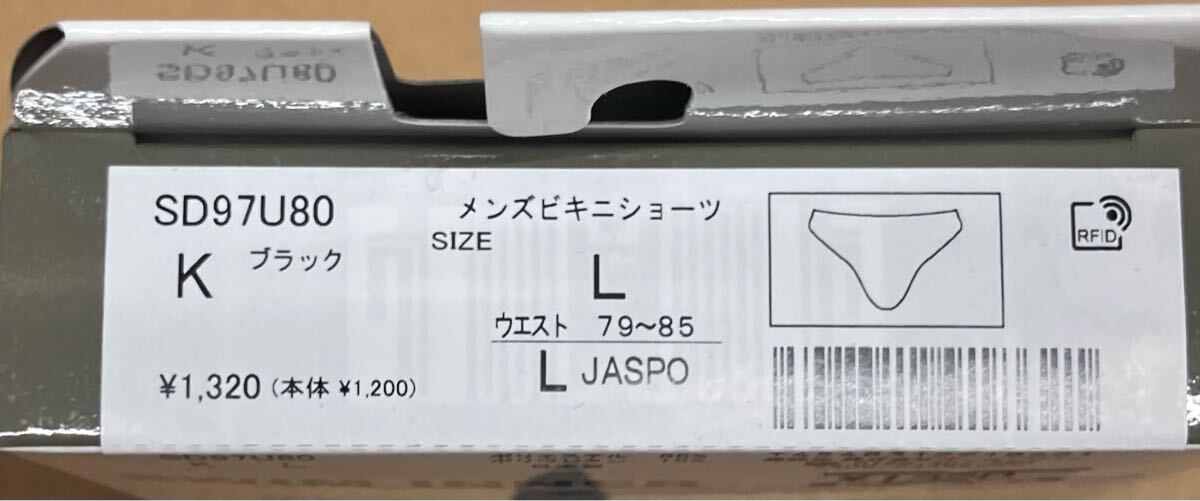 SD97U80
メンズビキニショーツ
K ブラック
SIZE
L
ウエスト 79～85
L JASPO
¥1,320 (本体 ¥1,200)
RFID
SD97U80
K L